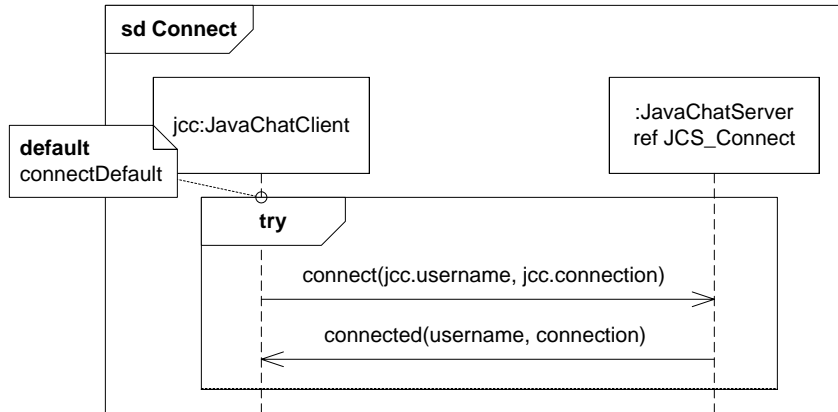 sd Connect
jcc:JavaChatClient
:JavaChatServer
ref JCS_Connect
default
connectDefault
try
connect(jcc.username, jcc.connection)
connected(username, connection)